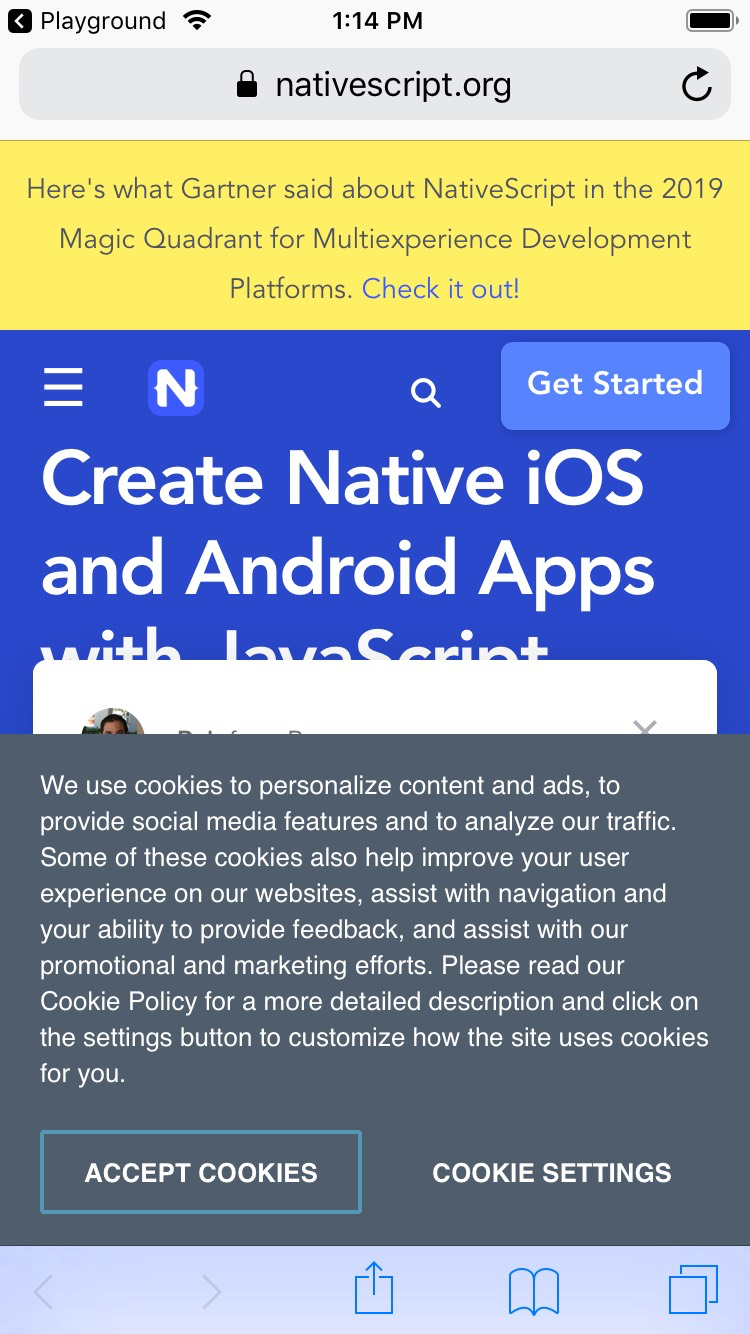 Playground 1:14 PM
nativescript.org
Here's what Gartner said about NativeScript in the 2019
Magic Quadrant for Multiexperience Development
Platforms. Check it out!
N Get Started
Create Native iOS
and Android Apps
with JavaScript
We use cookies to personalize content and ads, to
provide social media features and to analyze our traffic.
Some of these cookies also help improve your user
experience on our websites, assist with navigation and
your ability to provide feedback, and assist with our
promotional and marketing efforts. Please read our
Cookie Policy for a more detailed description and click on
the settings button to customize how the site uses cookies
for you.
ACCEPT COOKIES COOKIE SETTINGS